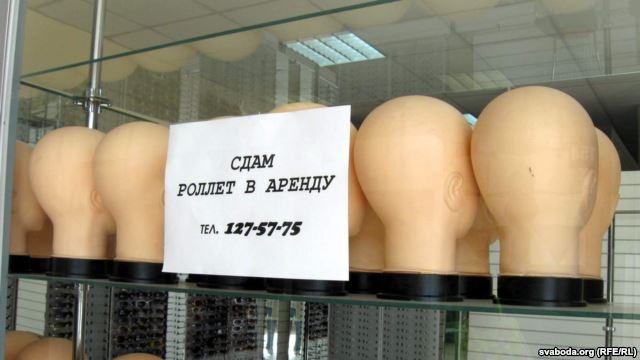 СДАМ
РОЛЛЕТ В АРЕНДУ
ТЕЛ. 127-57-75
svaboda.org (RFE/RL)